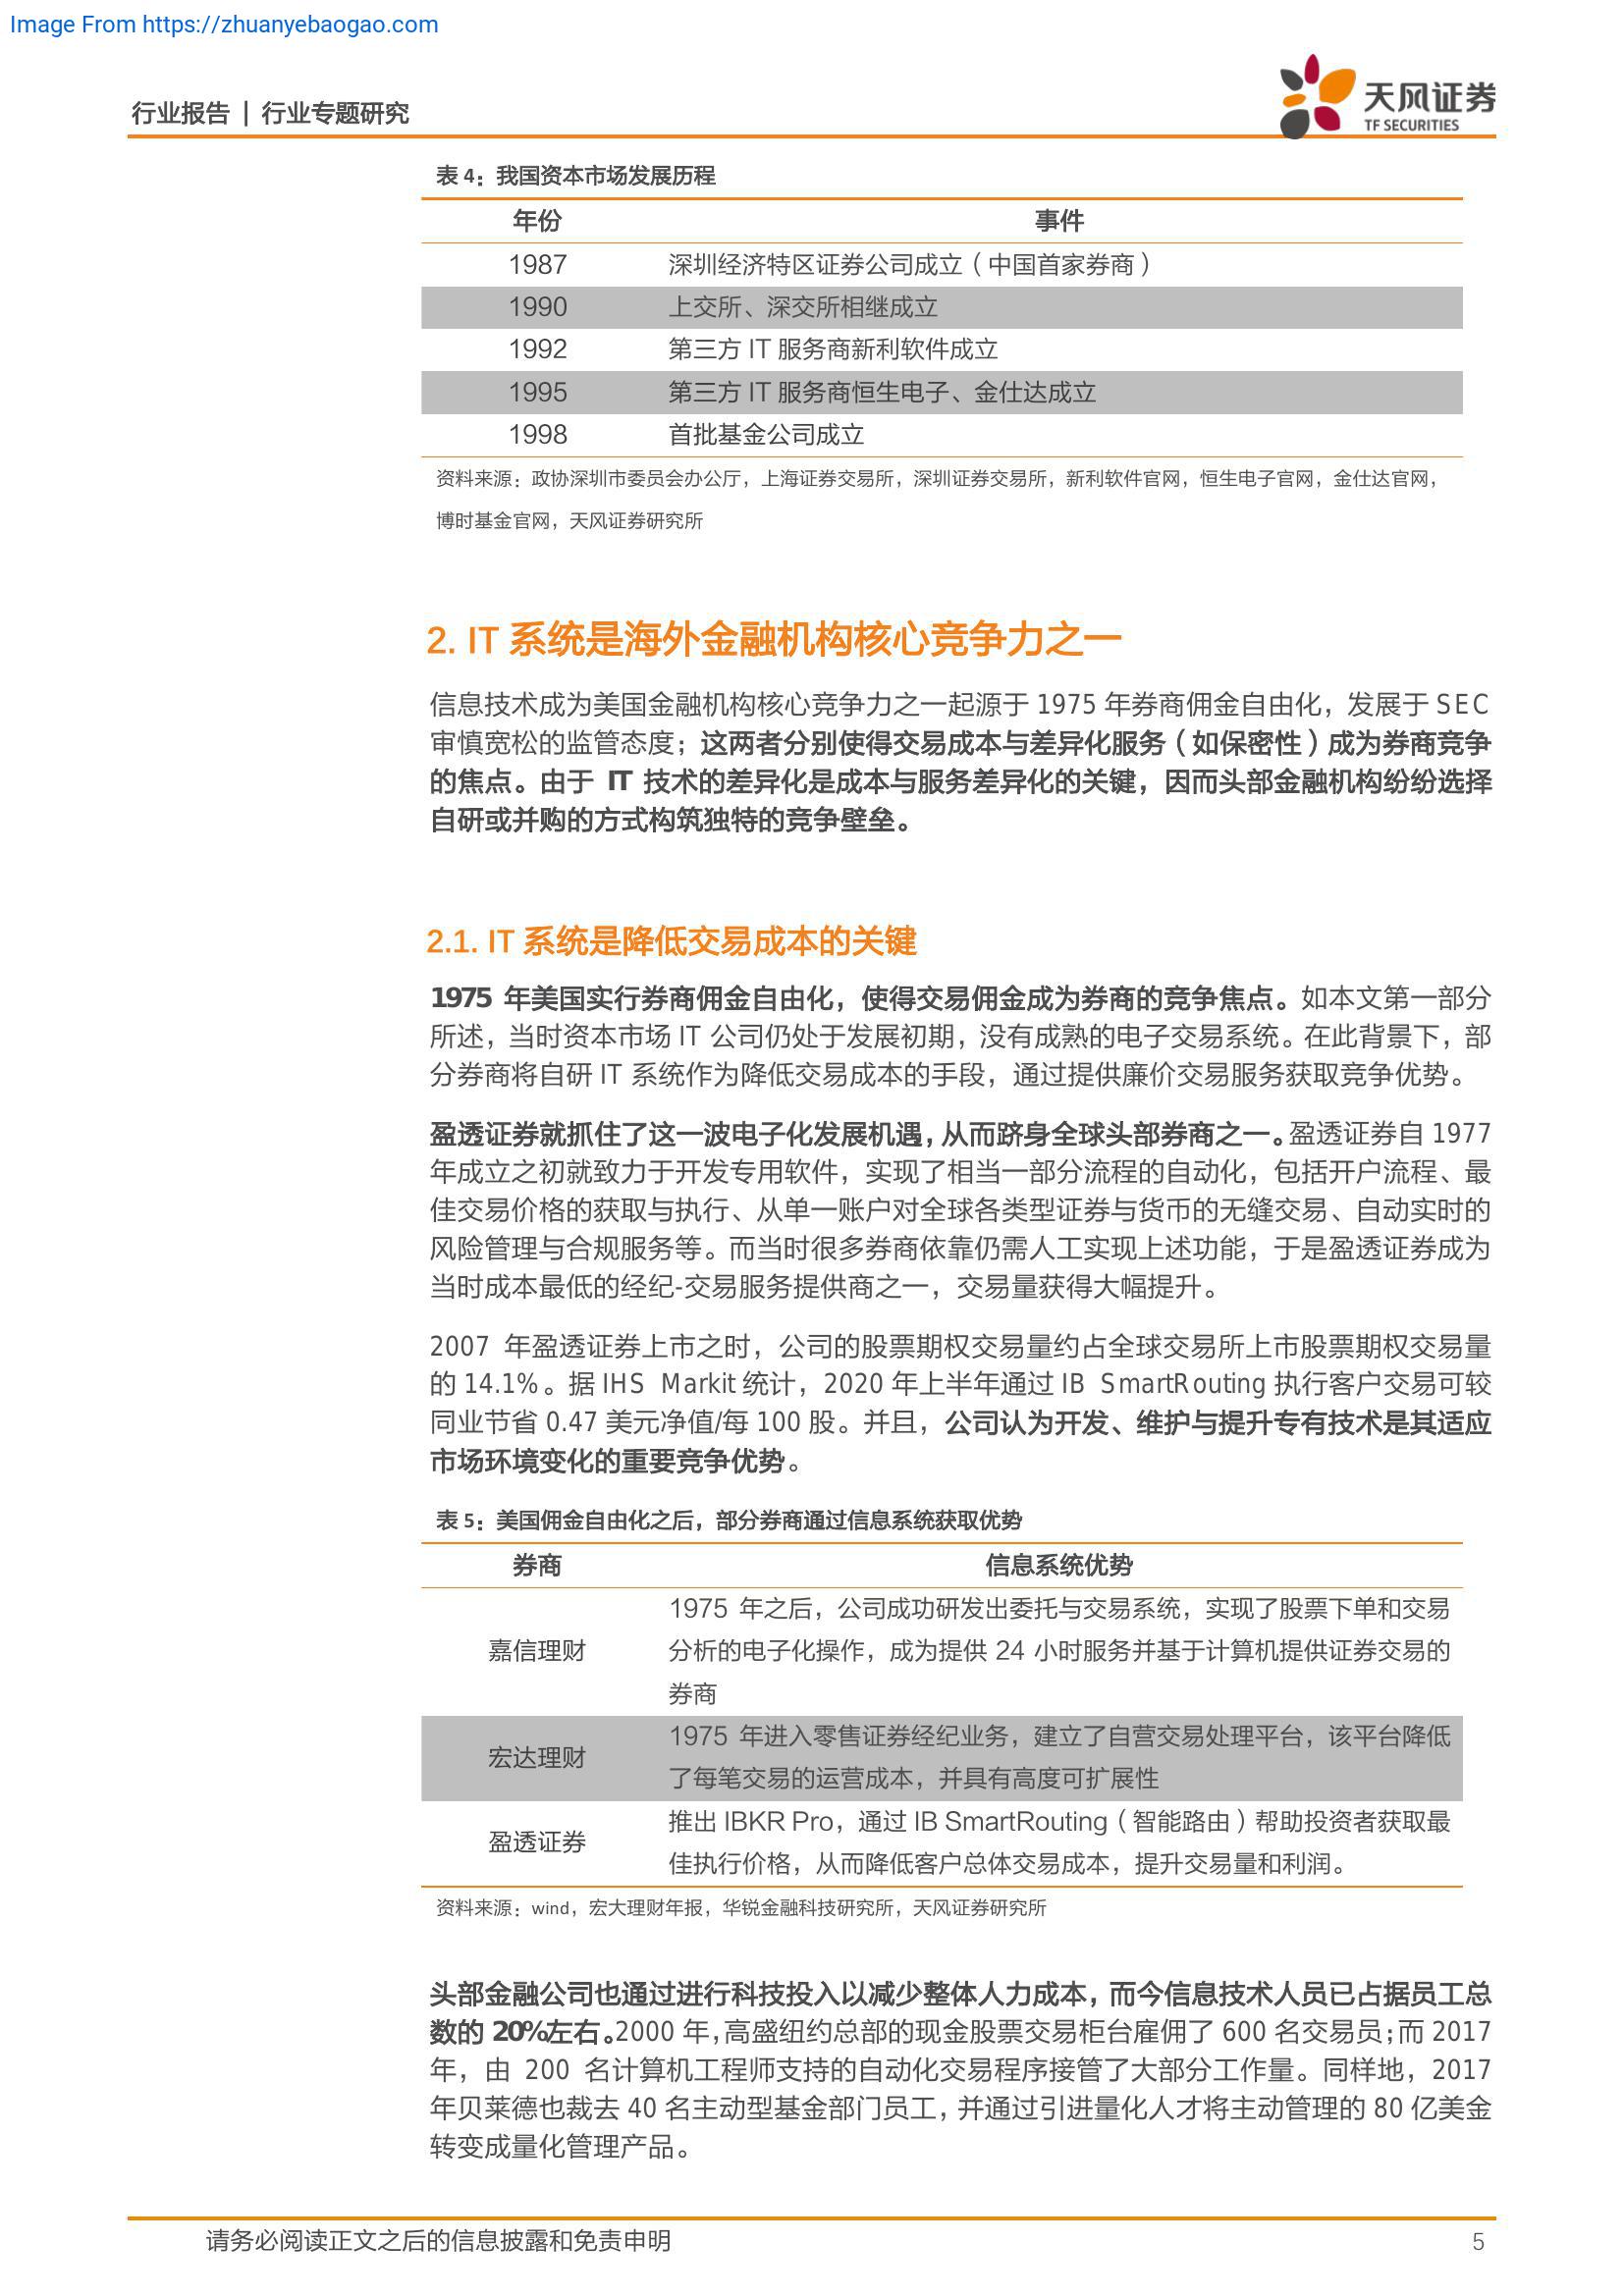 Image From https://zhuanyebaogao.com
行业报告 | 行业专题研究
天风证券
TF SECURITIES
表 4：我国资本市场发展历程
年份 事件
1987 深圳经济特区证券公司成立（中国首家券商）
1990 上交所、深交所相继成立
1992 第三方 IT 服务商新利软件成立
1995 第三方 IT 服务商恒生电子、金仕达成立
1998 首批基金公司成立
资料来源：政协深圳市委员会办公厅，上海证券交易所，深圳证券交易所，新利软件官网，恒生电子官网，金仕达官网，
博时基金官网，天风证券研究所
2. IT 系统是海外金融机构核心竞争力之一
信息技术成为美国金融机构核心竞争力之一起源于 1975 年券商佣金自由化，发展于 SEC
审慎宽松的监管态度；这两者分别使得交易成本与差异化服务（如保密性）成为券商竞争
的焦点。由于 IT 技术的差异化是成本与服务差异化的关键，因而头部金融机构纷纷选择
自研或并购的方式构筑独特的竞争壁垒。
2.1. IT 系统是降低交易成本的关键
1975 年美国实行券商佣金自由化，使得交易佣金成为券商的竞争焦点。如本文第一部分
所述，当时资本市场 IT 公司仍处于发展初期，没有成熟的电子交易系统。在此背景下，部
分券商将自研 IT 系统作为降低交易成本的手段，通过提供廉价交易服务获取竞争优势。
盈透证券就抓住了这一波电子化发展机遇，从而跻身全球头部券商之一。盈透证券自 1977
年成立之初就致力于开发专用软件，实现了相当一部分流程的自动化，包括开户流程、最
佳交易价格的获取与执行、从单一账户对全球各类型证券与货币的无缝交易、自动实时的
风险管理与合规服务等。而当时很多券商依靠仍需人工实现上述功能，于是盈透证券成为
当时成本最低的经纪-交易服务提供商之一，交易量获得大幅提升。
2007 年盈透证券上市之时，公司的股票期权交易量约占全球交易所上市股票期权交易量
的 14.1%。据 IHS Markit 统计，2020 年上半年通过 IB SmartRouting 执行客户交易可较
同业节省 0.47 美元净值/每 100 股。并且，公司认为开发、维护与提升专有技术是其适应
市场环境变化的重要竞争优势。
表 5：美国佣金自由化之后，部分券商通过信息系统获取优势
券商 信息系统优势
1975 年之后，公司成功研发出委托与交易系统，实现了股票下单和交易
嘉信理财 分析的电子化操作，成为提供 24 小时服务并基于计算机提供证券交易的
券商
1975 年进入零售证券经纪业务，建立了自营交易处理平台，该平台降低
宏达理财
了每笔交易的运营成本，并具有高度可扩展性
推出 IBKR Pro，通过 IB SmartRouting（智能路由）帮助投资者获取最
盈透证券
佳执行价格，从而降低客户总体交易成本，提升交易量和利润。
资料来源：wind，宏大理财年报，华锐金融科技研究所，天风证券研究所
头部金融公司也通过进行科技投入以减少整体人力成本，而今信息技术人员已占据员工总
数的 20%左右。2000 年，高盛纽约总部的现金股票交易柜台雇佣了 600 名交易员；而 2017
年，由 200 名计算机工程师支持的自动化交易程序接管了大部分工作量。同样地，2017
年贝莱德也裁去 40 名主动型基金部门员工，并通过引进量化人才将主动管理的 80 亿美金
转变成量化管理产品。
请务必阅读正文之后的信息披露和免责申明 5